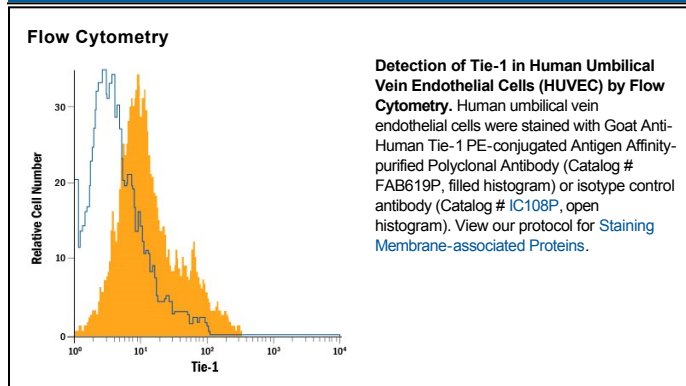 Flow Cytometry
Relative Cell Number
30
20
10
0
10⁰ 10¹ 10² 10³ 10⁴
Tie-1
Detection of Tie-1 in Human Umbilical
Vein Endothelial Cells (HUVEC) by Flow
Cytometry. Human umbilical vein
endothelial cells were stained with Goat Anti-
Human Tie-1 PE-conjugated Antigen Affinity-
purified Polyclonal Antibody (Catalog #
FAB619P, filled histogram) or isotype control
antibody (Catalog # IC108P, open
histogram). View our protocol for Staining
Membrane-associated Proteins.